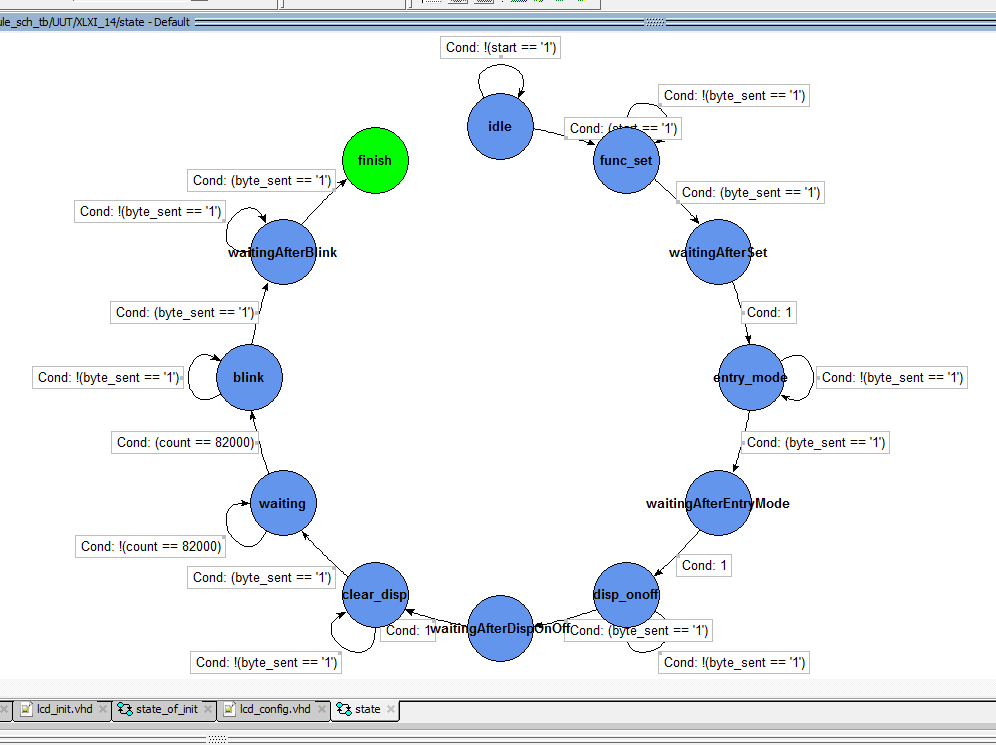 ule_sch_tb/UUT/XLXI_14/state - Default
Cond: !(start == '1')
idle
Cond: !(byte_sent == '1')
Cond: (start == '1')
func_set
finish
Cond: (byte_sent == '1')
Cond: (byte_sent == '1')
Cond: !(byte_sent == '1')
waitingAfterBlink
waitingAfterSet
Cond: (byte_sent == '1')
Cond: 1
Cond: !(byte_sent == '1')
blink
entry_mode
Cond: !(byte_sent == '1')
Cond: (count == 82000)
Cond: (byte_sent == '1')
waiting
waitingAfterEntryMode
Cond: !(count == 82000)
Cond: 1
Cond: (byte_sent == '1')
clear_disp
disp_onoff
Cond: 1
waitingAfterDispOnOff
Cond: (byte_sent == '1')
Cond: !(byte_sent == '1')
Cond: !(byte_sent == '1')
lcd_init.vhd
state_of_init
lcd_config.vhd
state